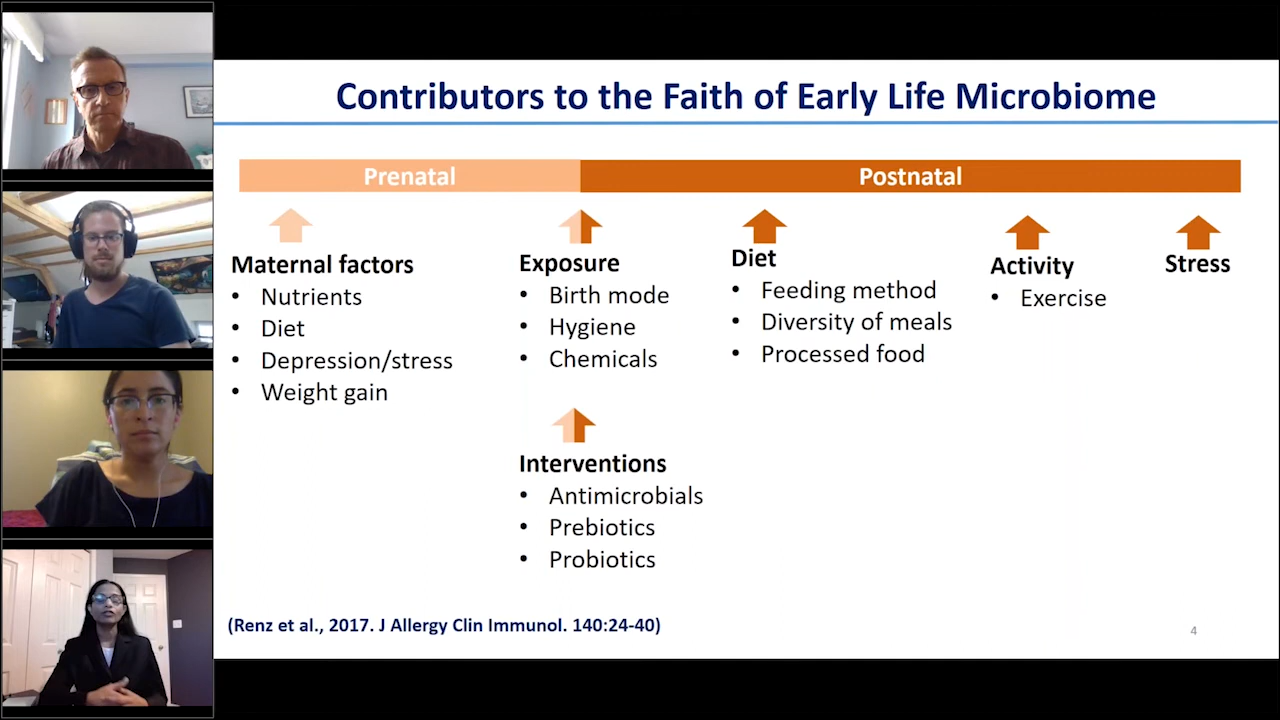 Contributors to the Faith of Early Life Microbiome
Prenatal
Postnatal
Maternal factors
• Nutrients
• Diet
• Depression/stress
• Weight gain
Exposure
• Birth mode
• Hygiene
• Chemicals
Interventions
• Antimicrobials
• Prebiotics
• Probiotics
Diet
• Feeding method
• Diversity of meals
• Processed food
Activity
• Exercise
Stress
(Renz et al., 2017. J Allergy Clin Immunol. 140:24-40)
4